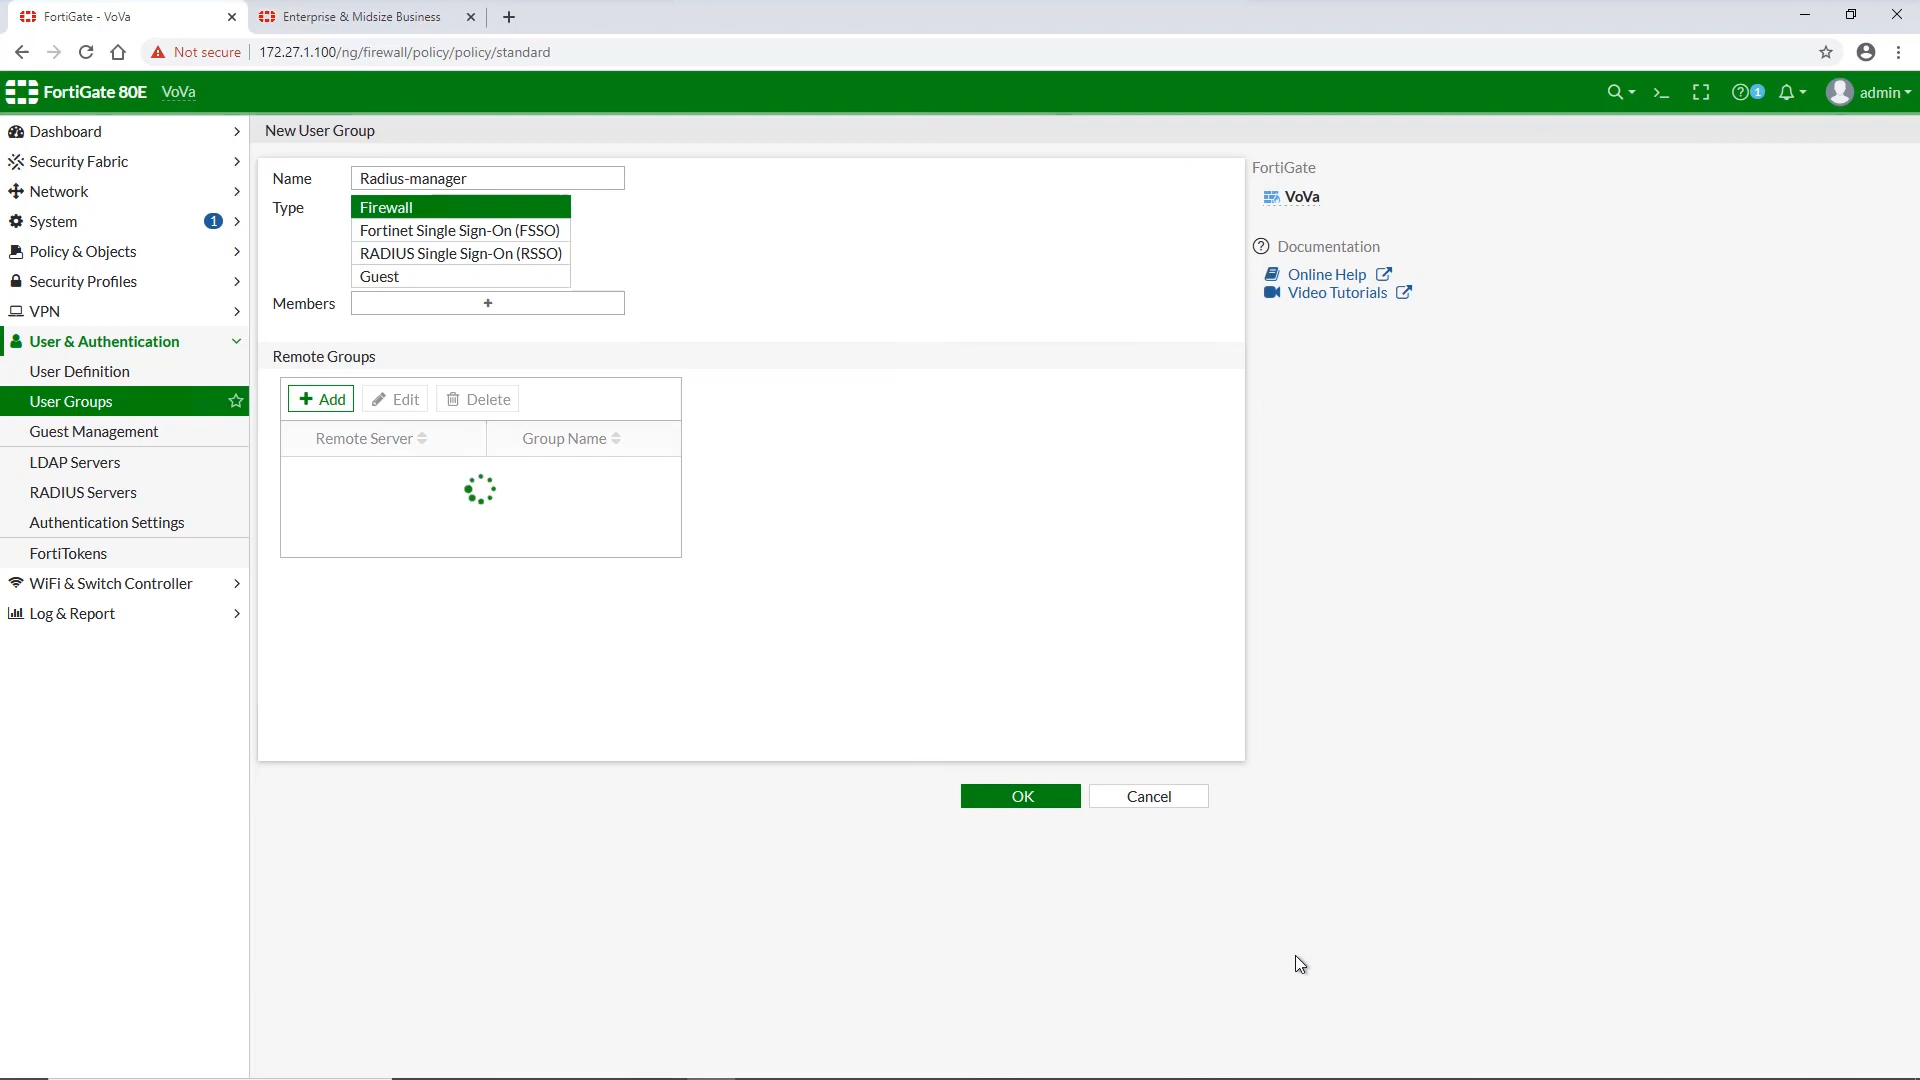 FortiGate - VoVa
Enterprise & Midsize Business
Not secure
172.27.1.100/ng/firewall/policy/policy/standard
FortiGate 80E VoVa
1
admin
Dashboard
Security Fabric
Network
System 1
Policy & Objects
Security Profiles
VPN
User & Authentication
User Definition
User Groups
Guest Management
LDAP Servers
RADIUS Servers
Authentication Settings
FortiTokens
WiFi & Switch Controller
Log & Report
New User Group
Name Radius-manager
Type Firewall
Fortinet Single Sign-On (FSSO)
RADIUS Single Sign-On (RSSO)
Guest
Members +
Remote Groups
+ Add Edit Delete
Remote Server Group Name
OK Cancel
FortiGate
VoVa
Documentation
Online Help
Video Tutorials